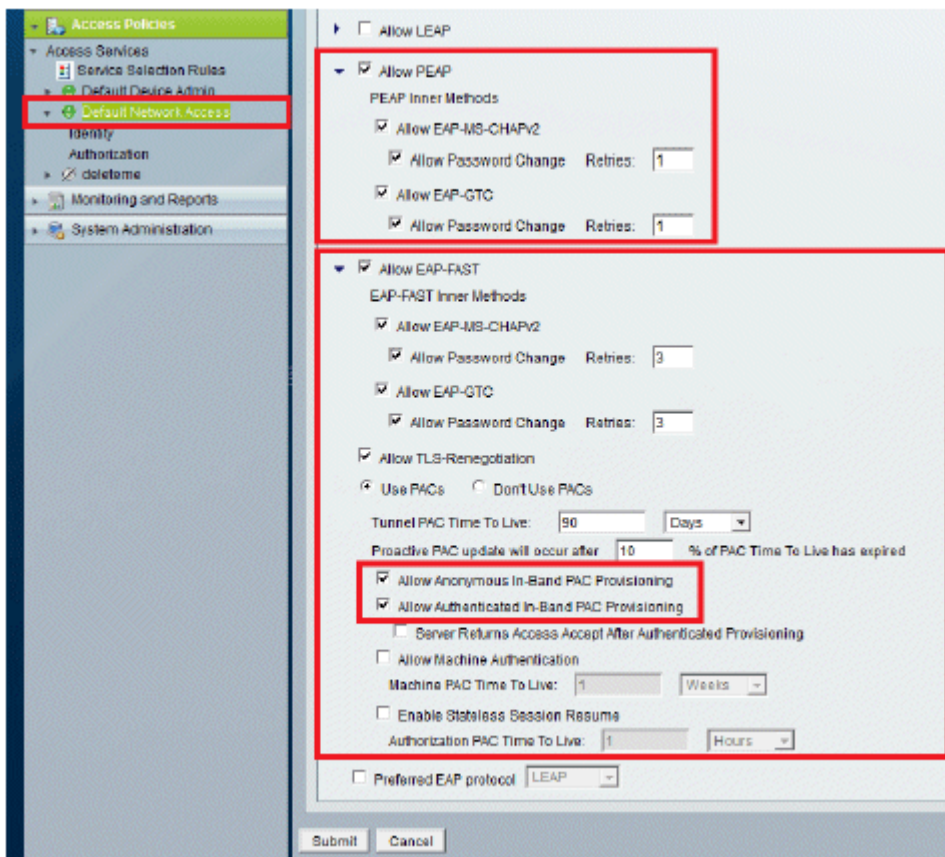 Access Policies
Access Services
Service Selection Rules
Default Device Admin
Default Network Access
Identity
Authorization
deleteme
Monitoring and Reports
System Administration
Allow LEAP
Allow PEAP
PEAP Inner Methods
Allow EAP-MS-CHAPv2
Allow Password Change Retries: 1
Allow EAP-GTC
Allow Password Change Retries: 1
Allow EAP-FAST
EAP-FAST Inner Methods
Allow EAP-MS-CHAPv2
Allow Password Change Retries: 3
Allow EAP-GTC
Allow Password Change Retries: 3
Allow TLS-Renegotiation
Use PACs Don't Use PACs
Tunnel PAC Time To Live: 90 Days
Proactive PAC update will occur after 10 % of PAC Time To Live has expired
Allow Anonymous In-Band PAC Provisioning
Allow Authenticated In-Band PAC Provisioning
Server Returns Access Accept After Authenticated Provisioning
Allow Machine Authentication
Machine PAC Time To Live: 1 Weeks
Enable Stateless Session Resume
Authorization PAC Time To Live: 1 Hours
Preferred EAP protocol LEAP
Submit Cancel